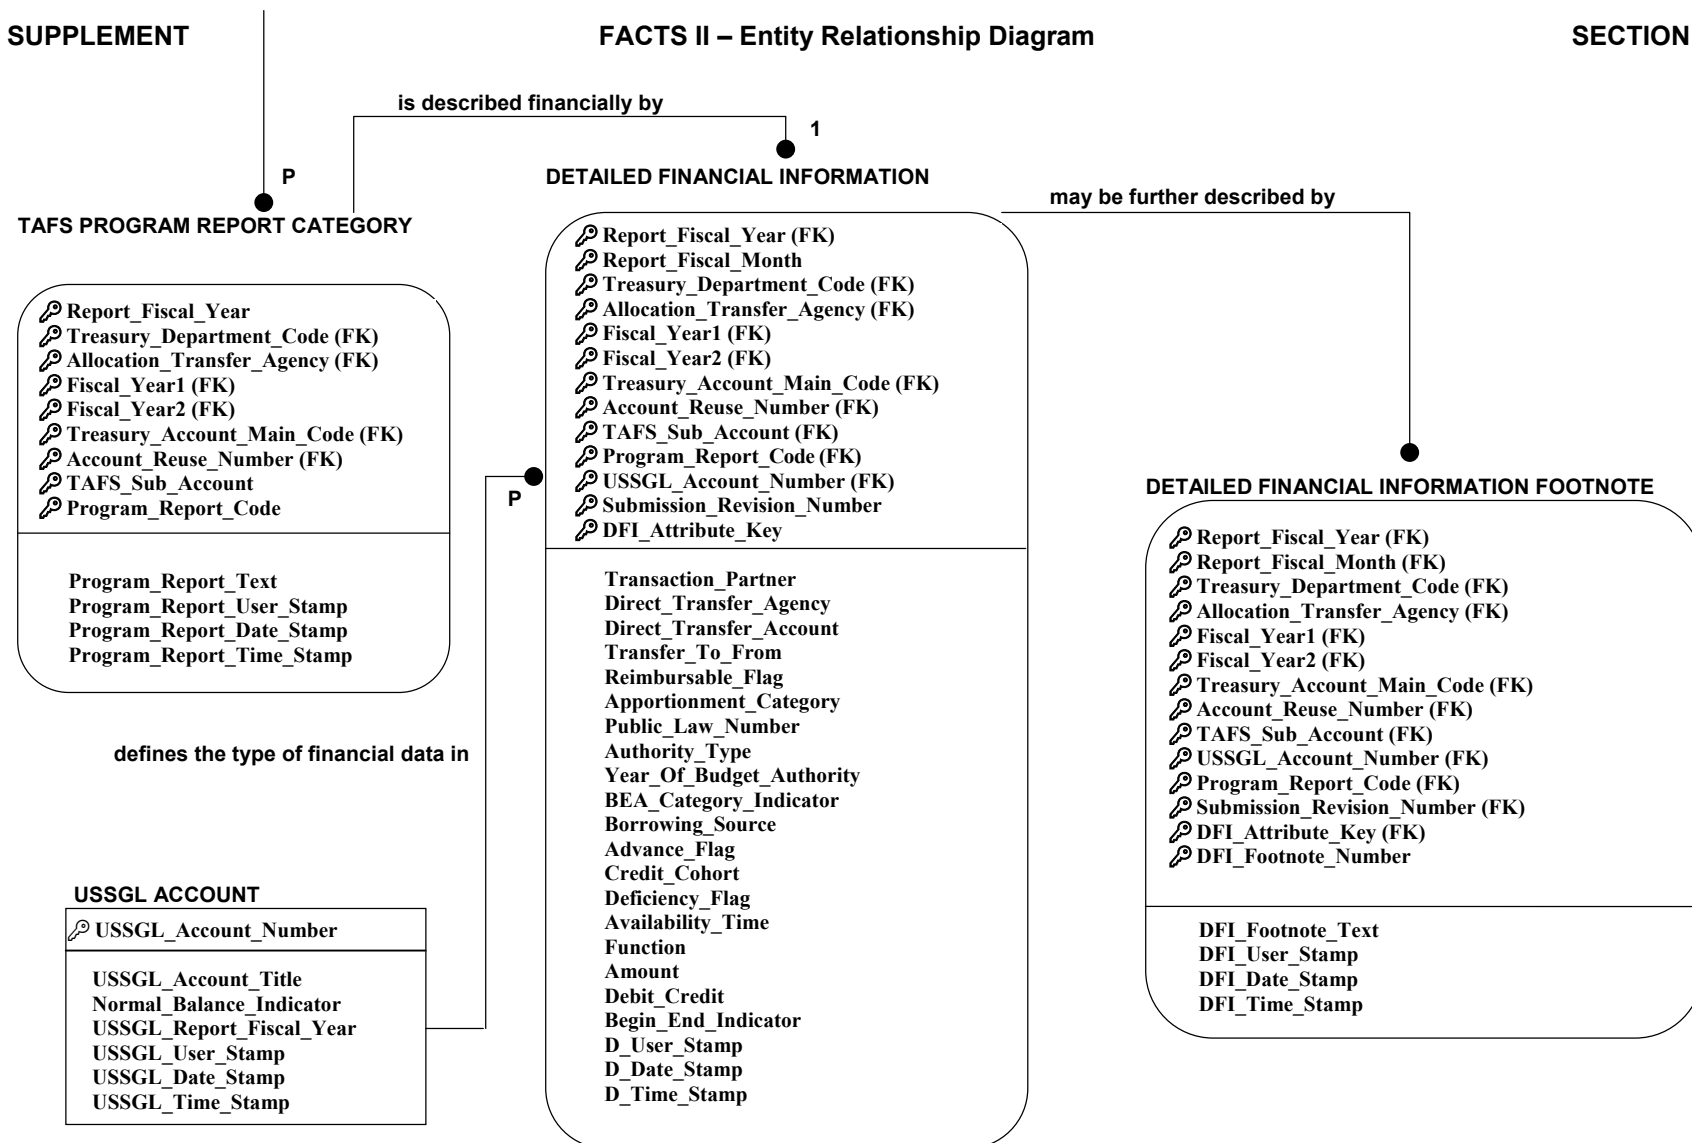 SUPPLEMENT
FACTS II – Entity Relationship Diagram
SECTION
is described financially by
1
P
TAFS PROGRAM REPORT CATEGORY
Report_Fiscal_Year
Treasury_Department_Code (FK)
Allocation_Transfer_Agency (FK)
Fiscal_Year1 (FK)
Fiscal_Year2 (FK)
Treasury_Account_Main_Code (FK)
Account_Reuse_Number (FK)
TAFS_Sub_Account
Program_Report_Code
Program_Report_Text
Program_Report_User_Stamp
Program_Report_Date_Stamp
Program_Report_Time_Stamp
defines the type of financial data in
P
USSGL ACCOUNT
USSGL_Account_Number
USSGL_Account_Title
Normal_Balance_Indicator
USSGL_Report_Fiscal_Year
USSGL_User_Stamp
USSGL_Date_Stamp
USSGL_Time_Stamp
DETAILED FINANCIAL INFORMATION
Report_Fiscal_Year (FK)
Report_Fiscal_Month
Treasury_Department_Code (FK)
Allocation_Transfer_Agency (FK)
Fiscal_Year1 (FK)
Fiscal_Year2 (FK)
Treasury_Account_Main_Code (FK)
Account_Reuse_Number (FK)
TAFS_Sub_Account (FK)
Program_Report_Code (FK)
USSGL_Account_Number (FK)
Submission_Revision_Number
DFI_Attribute_Key
Transaction_Partner
Direct_Transfer_Agency
Direct_Transfer_Account
Transfer_To_From
Reimbursable_Flag
Apportionment_Category
Public_Law_Number
Authority_Type
Year_Of_Budget_Authority
BEA_Category_Indicator
Borrowing_Source
Advance_Flag
Credit_Cohort
Deficiency_Flag
Availability_Time
Function
Amount
Debit_Credit
Begin_End_Indicator
D_User_Stamp
D_Date_Stamp
D_Time_Stamp
may be further described by
DETAILED FINANCIAL INFORMATION FOOTNOTE
Report_Fiscal_Year (FK)
Report_Fiscal_Month (FK)
Treasury_Department_Code (FK)
Allocation_Transfer_Agency (FK)
Fiscal_Year1 (FK)
Fiscal_Year2 (FK)
Treasury_Account_Main_Code (FK)
Account_Reuse_Number (FK)
TAFS_Sub_Account (FK)
USSGL_Account_Number (FK)
Program_Report_Code (FK)
Submission_Revision_Number (FK)
DFI_Attribute_Key (FK)
DFI_Footnote_Number
DFI_Footnote_Text
DFI_User_Stamp
DFI_Date_Stamp
DFI_Time_Stamp